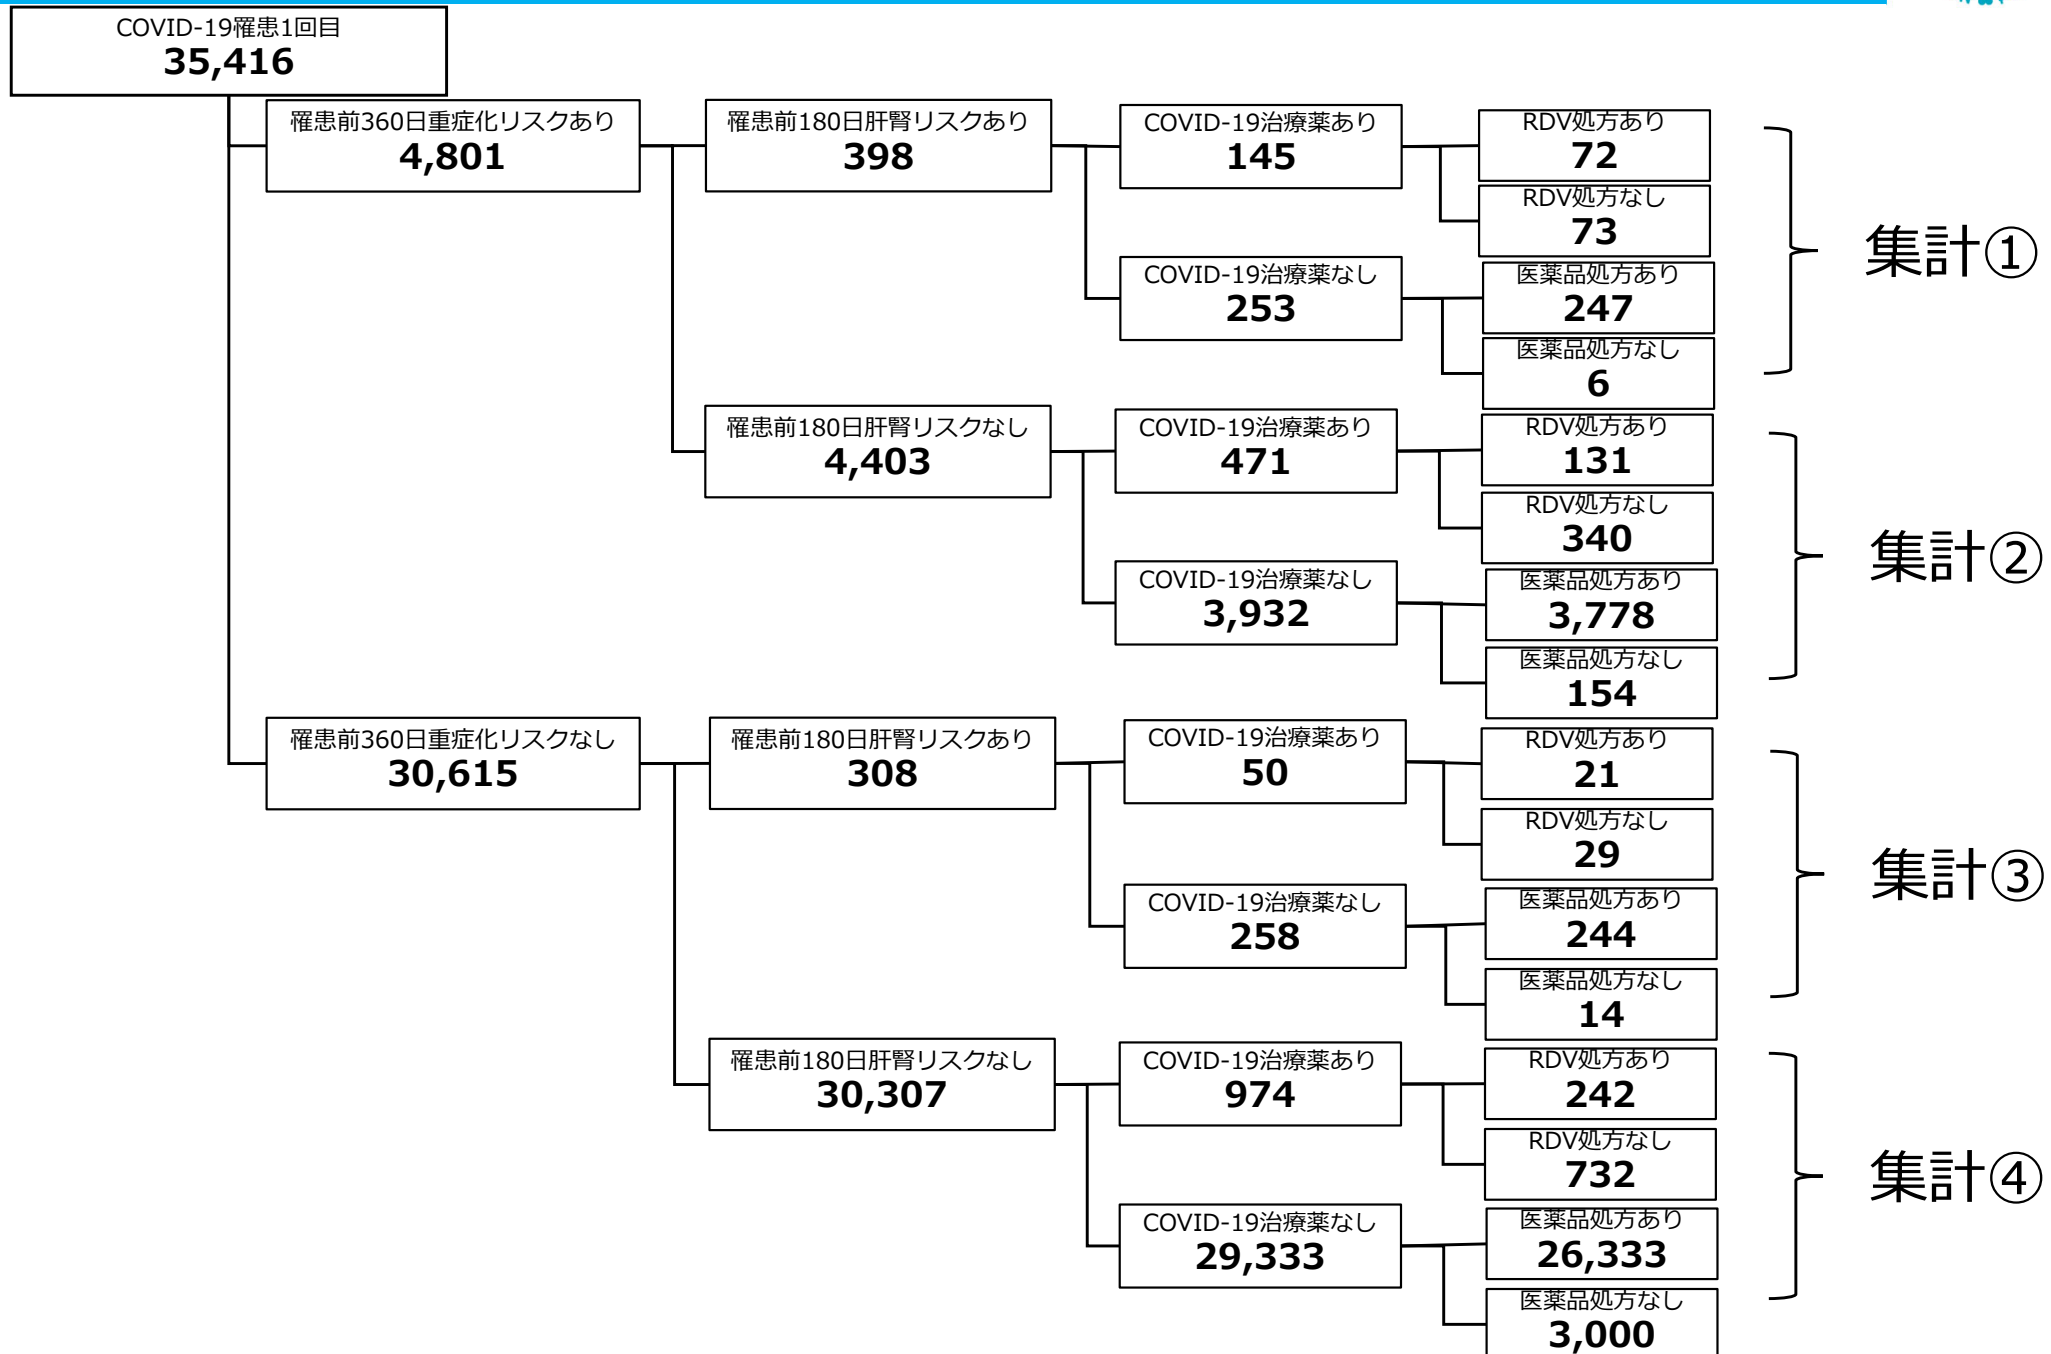 COVID-19罹患1回目
35,416
罹患前360日重症化リスクあり
4,801
罹患前180日肝腎リスクあり
398
COVID-19治療薬あり
145
RDV処方あり
72
RDV処方なし
73
COVID-19治療薬なし
253
医薬品処方あり
247
医薬品処方なし
6
集計①
罹患前180日肝腎リスクなし
4,403
COVID-19治療薬あり
471
RDV処方あり
131
RDV処方なし
340
COVID-19治療薬なし
3,932
医薬品処方あり
3,778
医薬品処方なし
154
集計②
罹患前360日重症化リスクなし
30,615
罹患前180日肝腎リスクあり
308
COVID-19治療薬あり
50
RDV処方あり
21
RDV処方なし
29
COVID-19治療薬なし
258
医薬品処方あり
244
医薬品処方なし
14
集計③
罹患前180日肝腎リスクなし
30,307
COVID-19治療薬あり
974
RDV処方あり
242
RDV処方なし
732
COVID-19治療薬なし
29,333
医薬品処方あり
26,333
医薬品処方なし
3,000
集計④